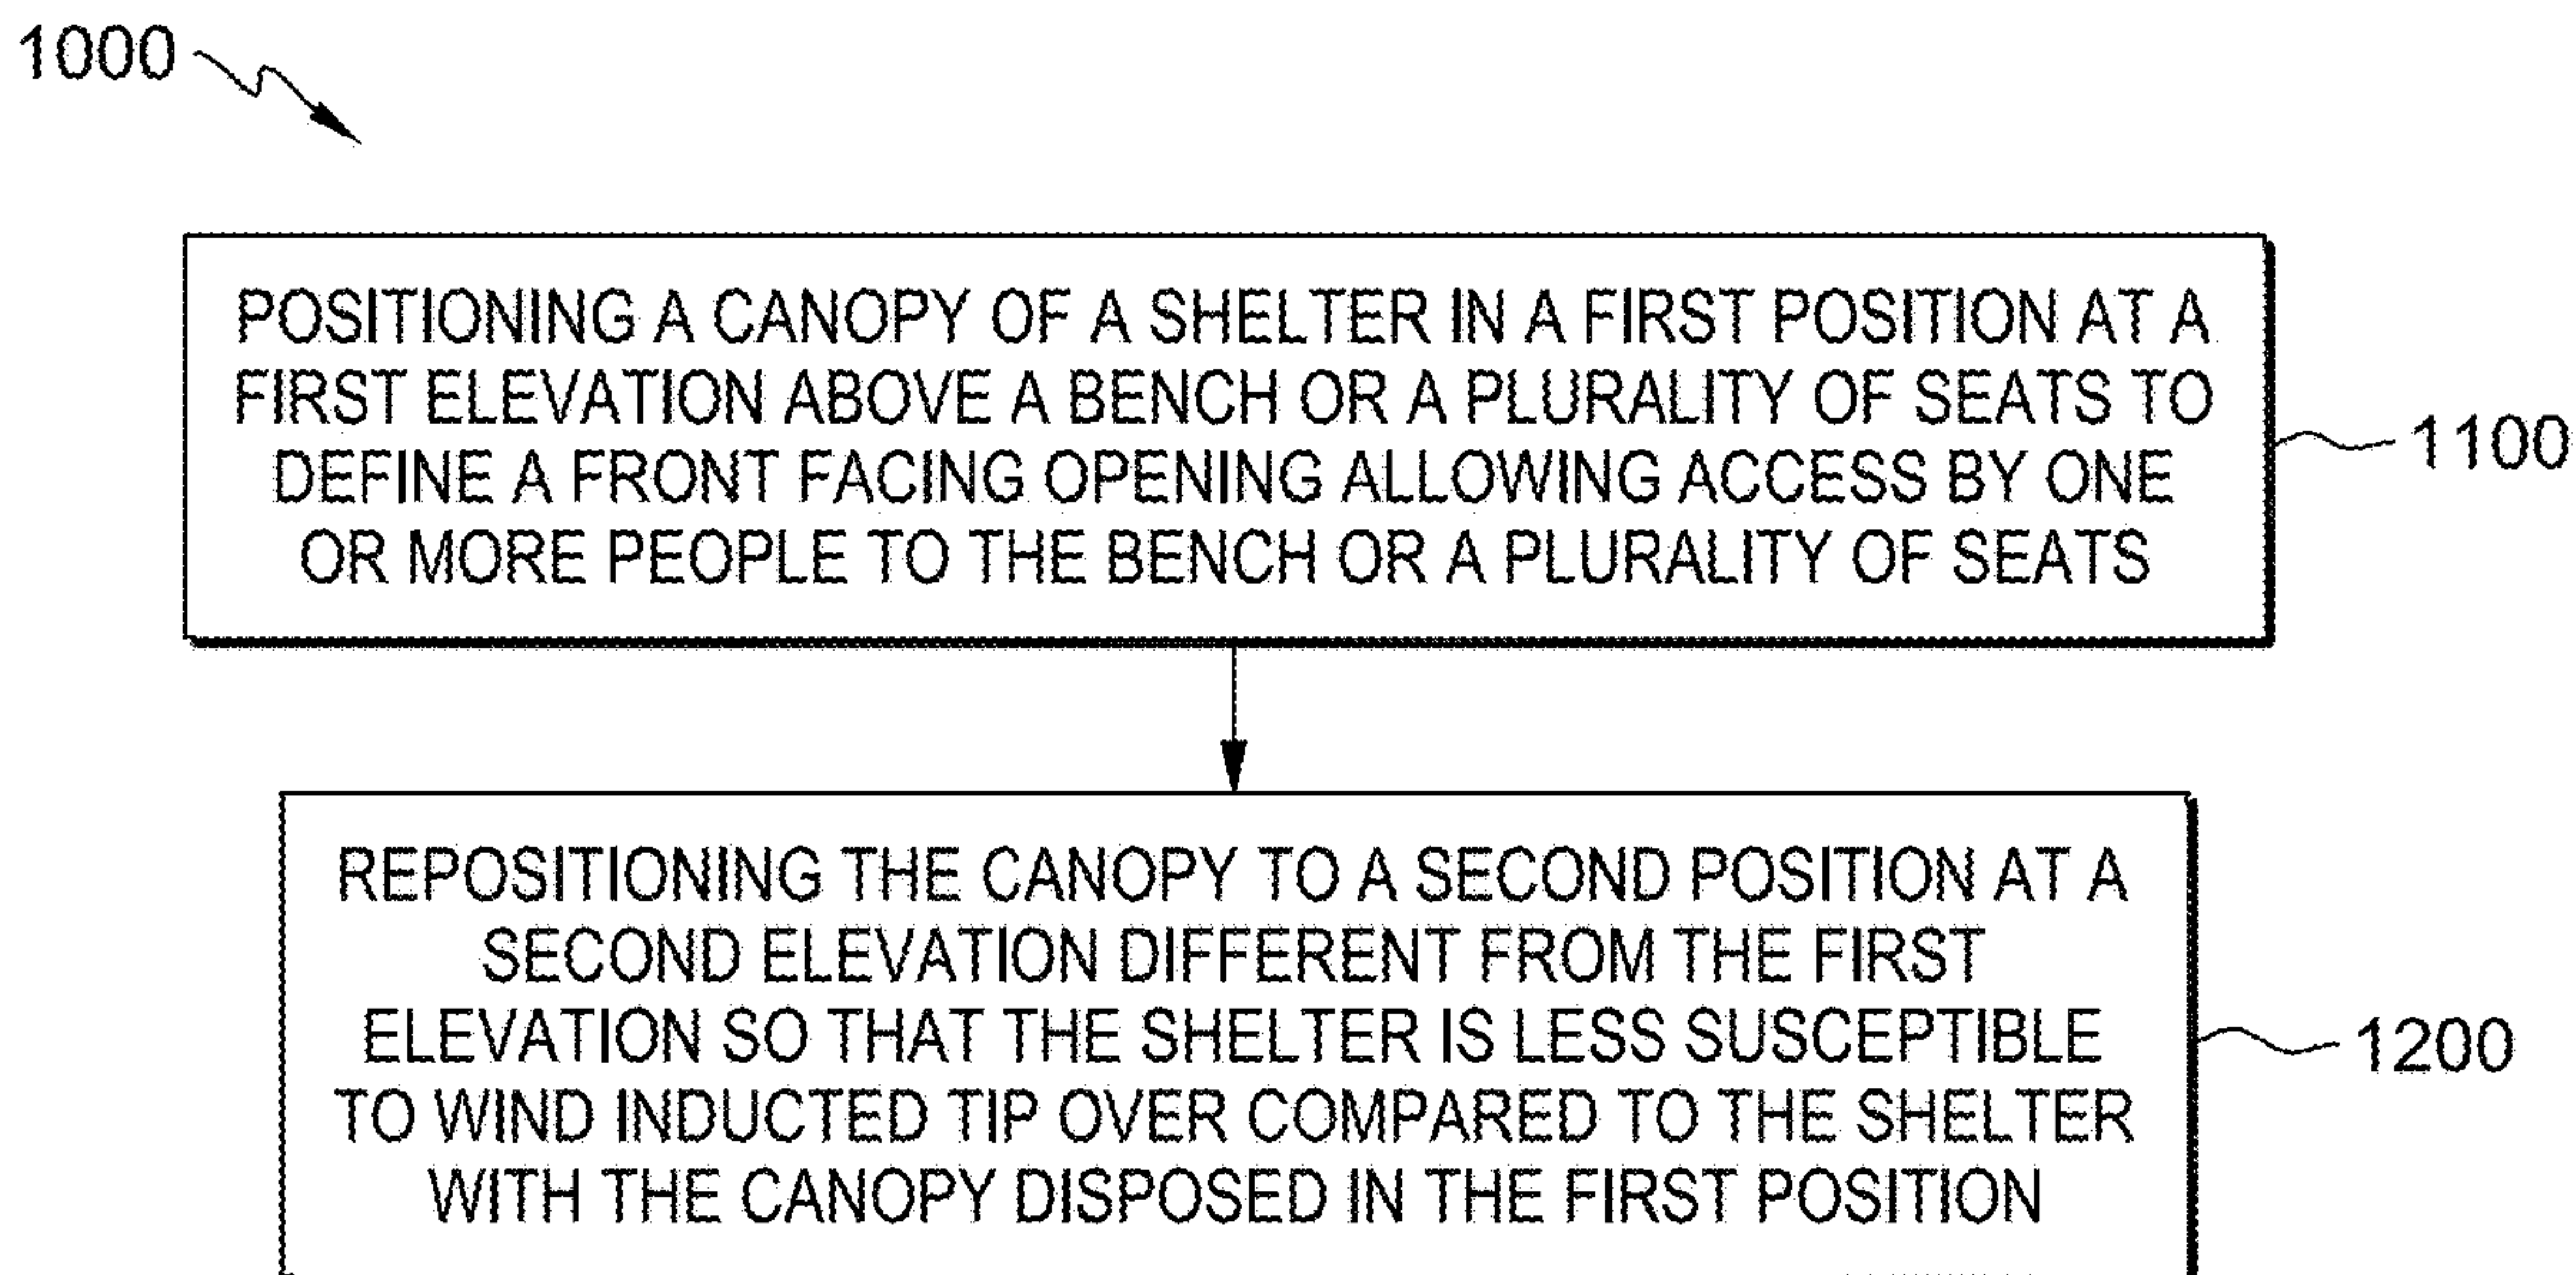 1000
POSITIONING A CANOPY OF A SHELTER IN A FIRST POSITION AT A
FIRST ELEVATION ABOVE A BENCH OR A PLURALITY OF SEATS TO
DEFINE A FRONT FACING OPENING ALLOWING ACCESS BY ONE
OR MORE PEOPLE TO THE BENCH OR A PLURALITY OF SEATS
1100
REPOSITIONING THE CANOPY TO A SECOND POSITION AT A
SECOND ELEVATION DIFFERENT FROM THE FIRST
ELEVATION SO THAT THE SHELTER IS LESS SUSCEPTIBLE
TO WIND INDUCTED TIP OVER COMPARED TO THE SHELTER
WITH THE CANOPY DISPOSED IN THE FIRST POSITION
1200